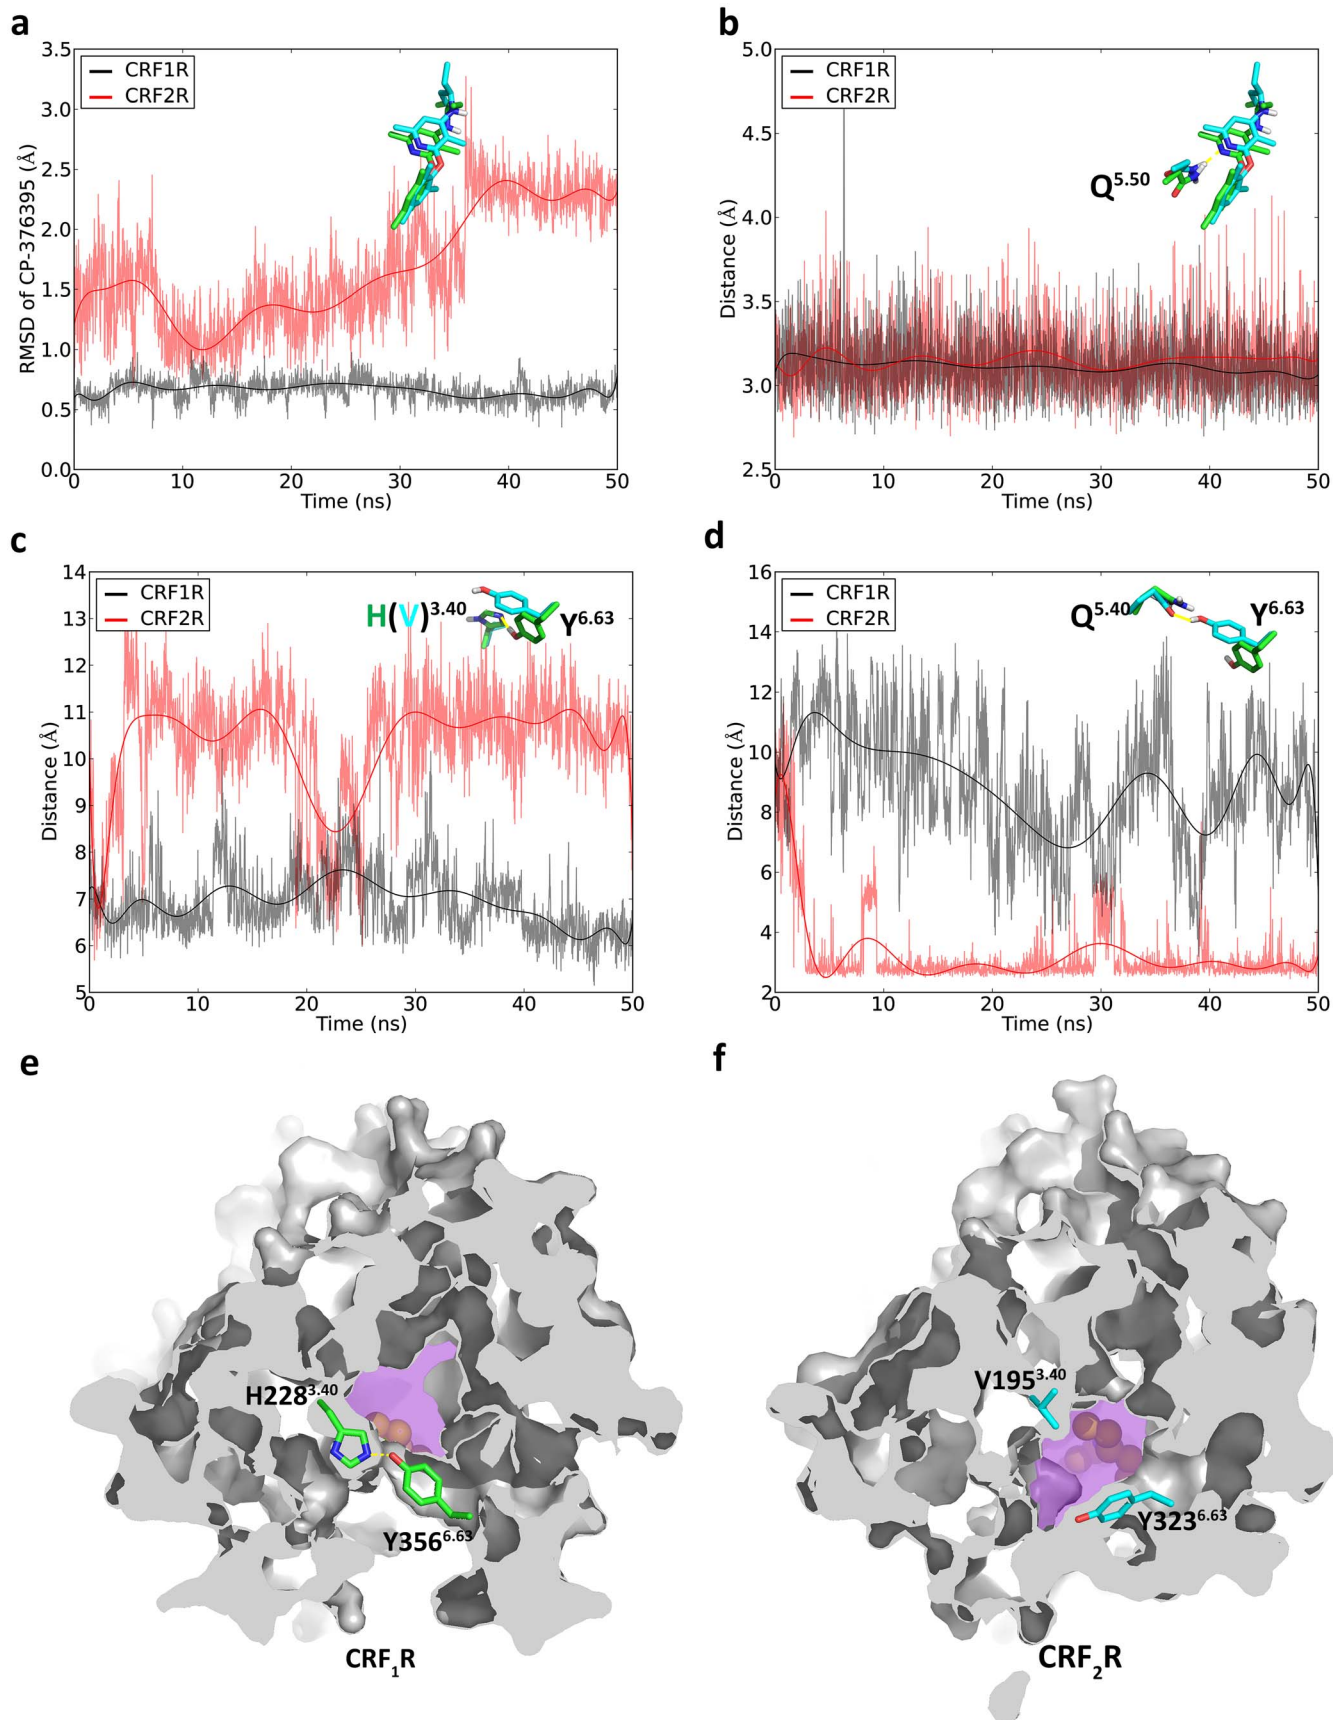 a
3.5
3.0
2.5
2.0
1.5
1.0
0.5
0.0
RMSD of CP-376395 (Å)
CRF1R
CRF2R
0 10 20 30 40 50
Time (ns)
b
5.0
4.5
4.0
3.5
3.0
2.5
Distance (Å)
CRF1R
CRF2R
Q5.50
0 10 20 30 40 50
Time (ns)
c
14
13
12
11
10
9
8
7
6
5
Distance (Å)
CRF1R
CRF2R
H(V)3.40 Y6.63
0 10 20 30 40 50
Time (ns)
d
16
14
12
10
8
6
4
2
Distance (Å)
CRF1R
CRF2R
Q5.40 Y6.63
0 10 20 30 40 50
Time (ns)
e
H2283.40
Y3566.63
CRF1R
f
V1953.40
Y3236.63
CRF2R